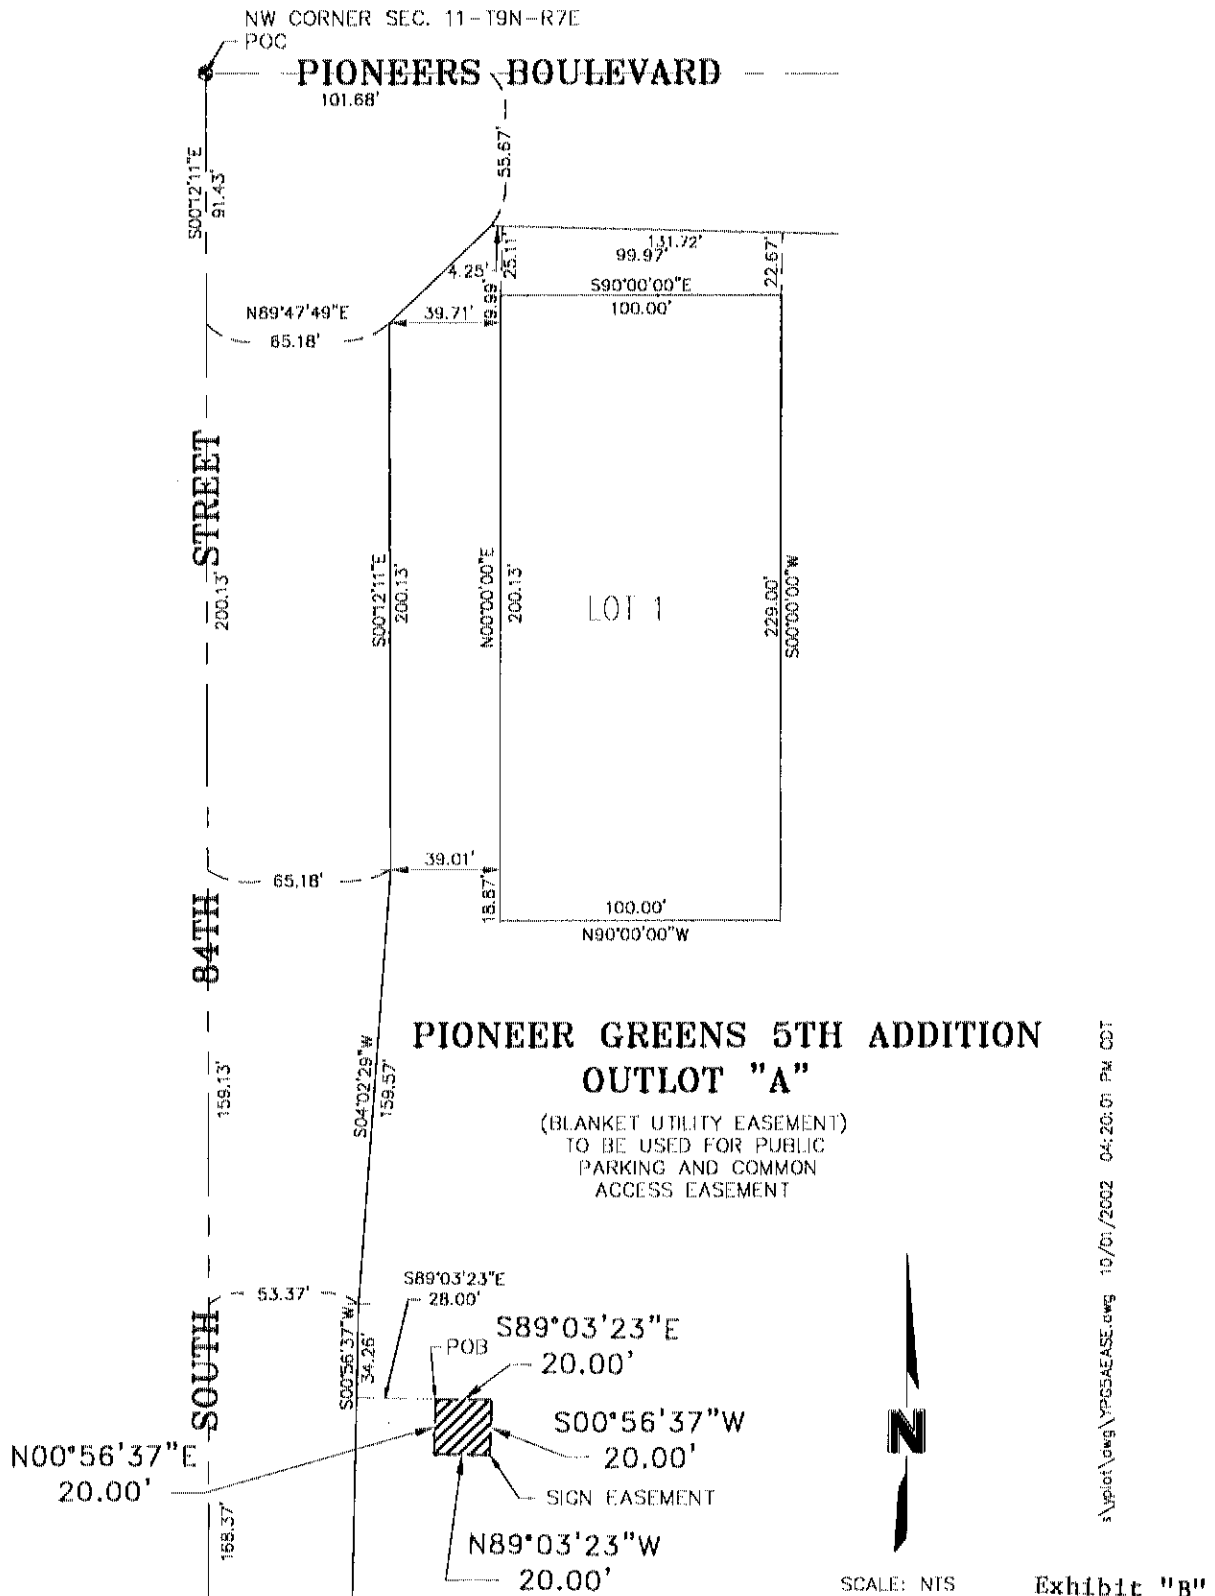 NW CORNER SEC. 11-T9N-R7E
POC
PIONEERS BOULEVARD
101.68'
55.67'
S00°12'11"E
91.43'
131.72'
99.97'
25.11'
22.67'
4.25'
S90°00'00"E
100.00'
N89°47'49"E
65.18'
39.71'
9.99'
STREET
200.13'
S00°12'11"E
200.13'
N00°00'00"E
200.13'
LOT 1
229.00'
S00°00'00"W
39.01'
65.18'
18.87'
100.00'
N90°00'00"W
84TH
PIONEER GREENS 5TH ADDITION
OUTLOT "A"
(BLANKET UTILITY EASEMENT)
TO BE USED FOR PUBLIC
PARKING AND COMMON
ACCESS EASEMENT
159.13'
S04°02'29"W
159.57'
53.37'
S89°03'23"E
28.00'
SOUTH
S00°56'37"W
34.26'
POB
S89°03'23"E
20.00'
S00°56'37"W
20.00'
N00°56'37"E
20.00'
SIGN EASEMENT
N89°03'23"W
20.00'
168.37'
N
SCALE: NTS
Exhibit "B"
10/01/2002 04:20:01 PM CDT